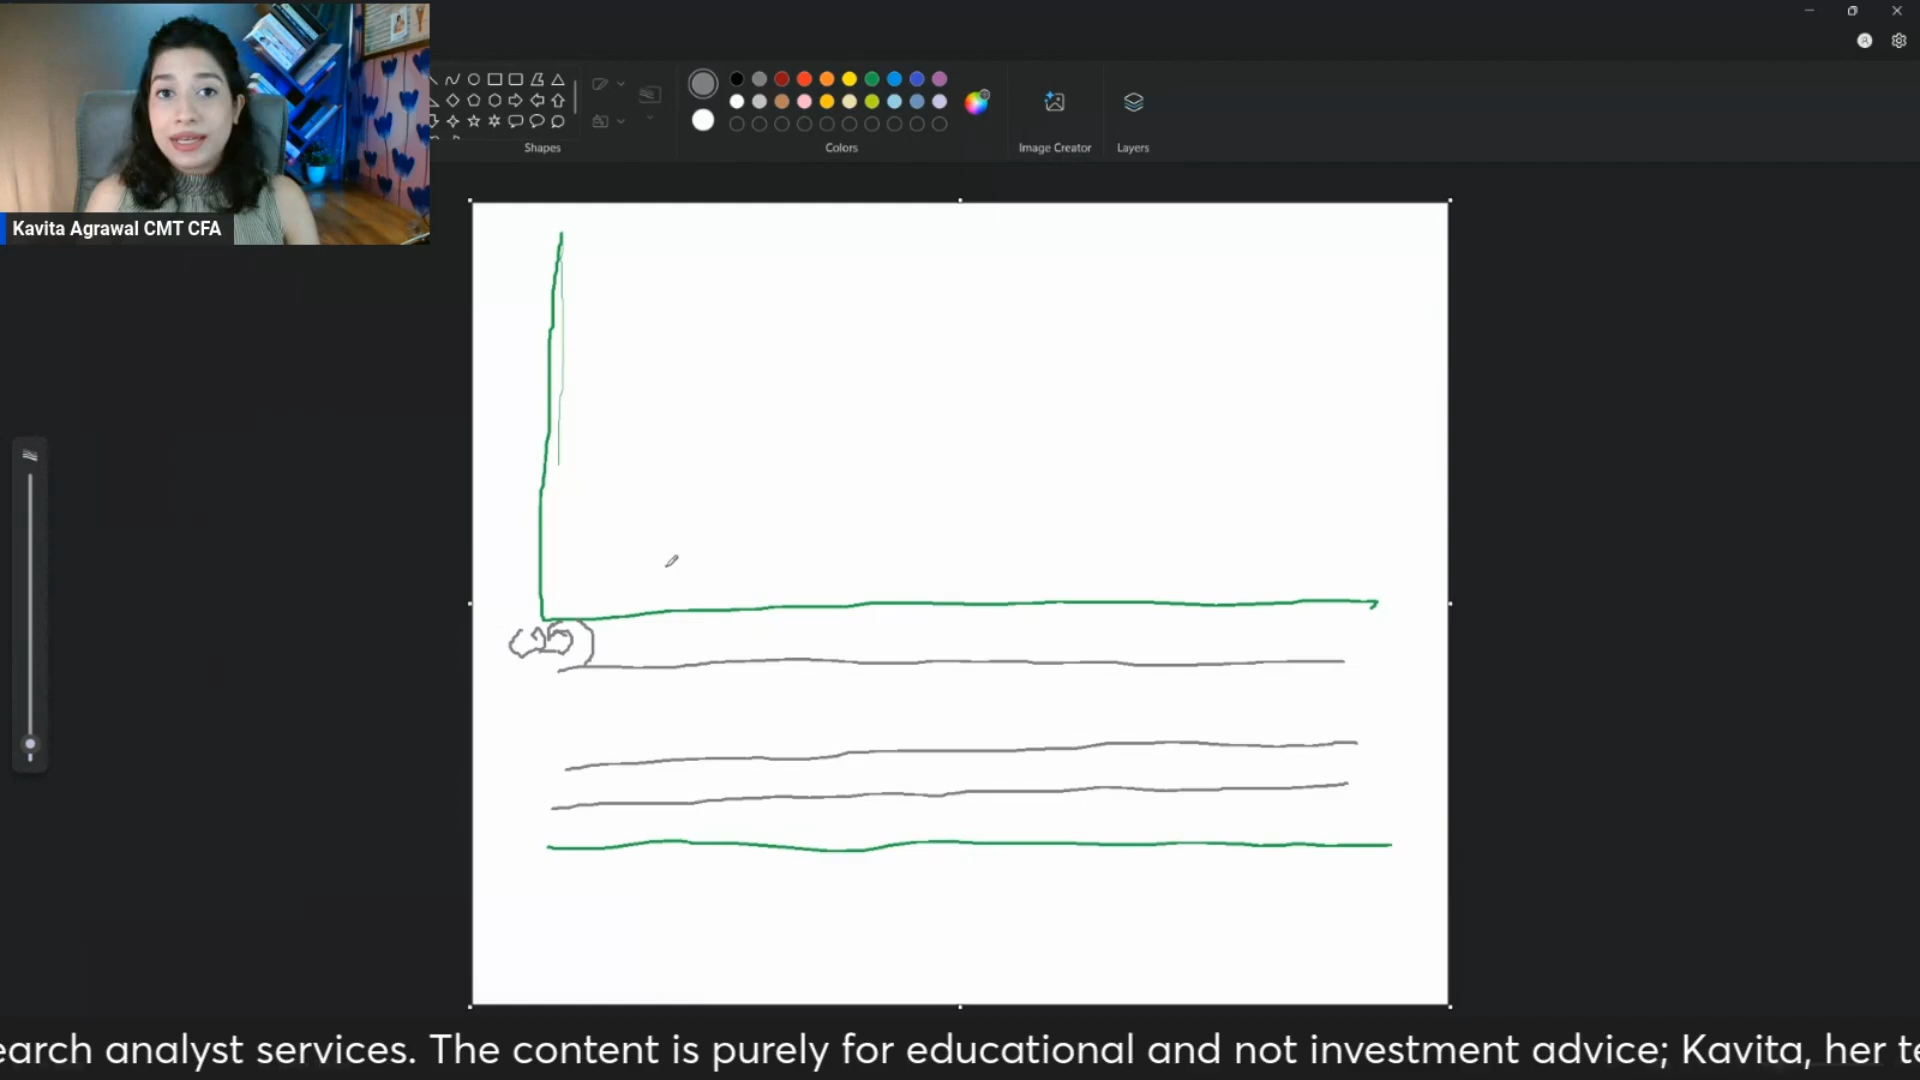 Kavita Agrawal CMT CFA
Shapes
Colors
Image Creator
Layers
earch analyst services. The content is purely for educational and not investment advice; Kavita, her te